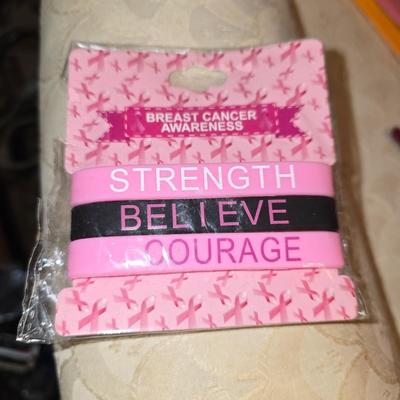 BREAST CANCER
AWARENESS
STRENGTH
BELIEVE
COURAGE